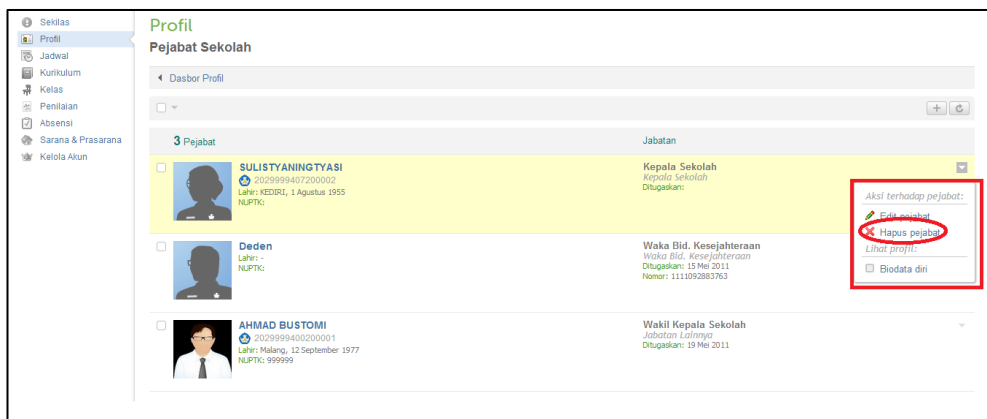 Sekilas
Profil
Jadwal
Kurikulum
Kelas
Penilaian
Absensi
Sarana & Prasarana
Kelola Akun
Profil
Pejabat Sekolah
Dasbor Profil
3 Pejabat
Jabatan
SULISTYANINGTYASI
2029999407200002
Lahir: KEDIRI, 1 Agustus 1955
NUPTK:
Kepala Sekolah
Kepala Sekolah
Ditugaskan:
Aksi terhadap pejabat:
Edit pejabat
Hapus pejabat
Lihat profil:
Biodata diri
Deden
Lahir: -
NUPTK:
Waka Bid. Kesejahteraan
Waka Bid. Kesejahteraan
Ditugaskan: 15 Mei 2011
Nomor: 1111092883763
AHMAD BUSTOMI
2029999400200001
Lahir: Malang, 12 September 1977
NUPTK: 999999
Wakil Kepala Sekolah
Jabatan Lainnya
Ditugaskan: 19 Mei 2011